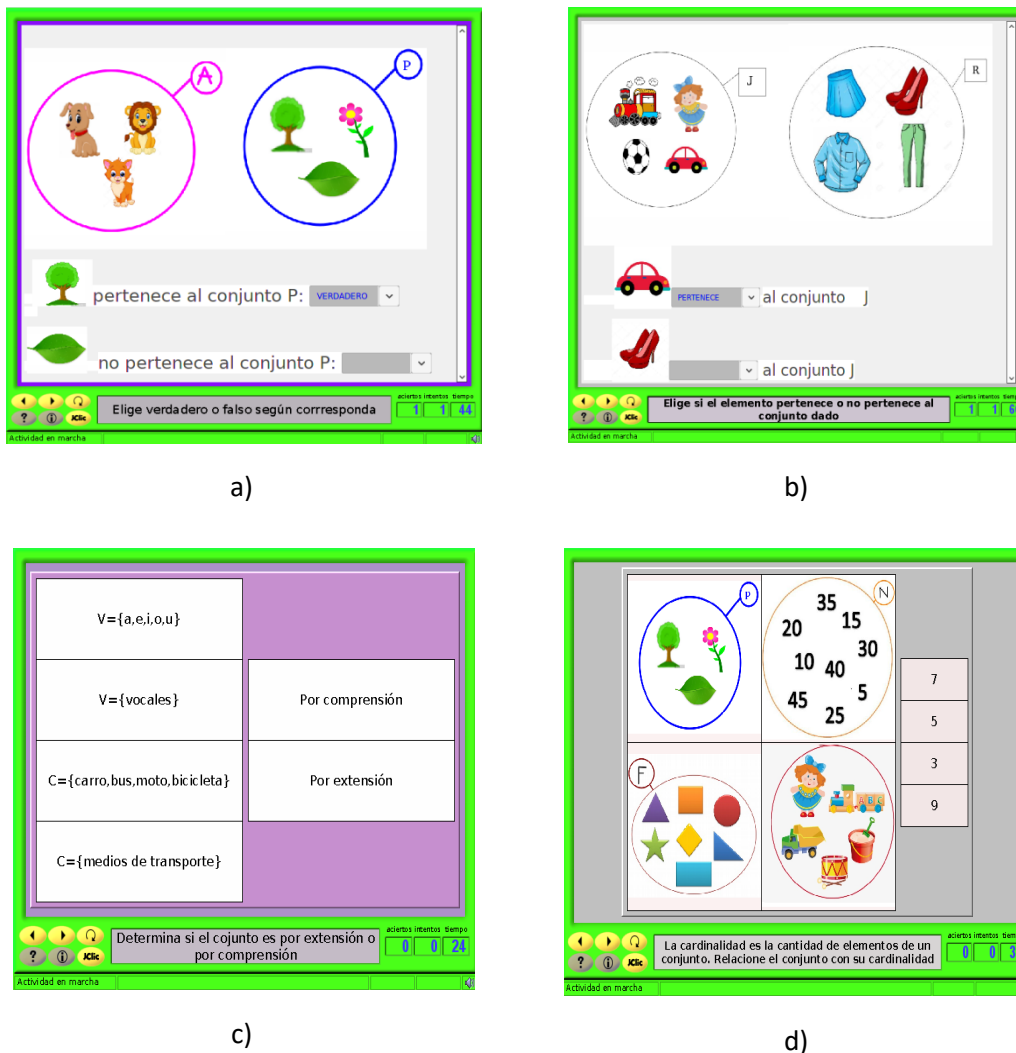 A
P
pertenece al conjunto P: VERDADERO
no pertenece al conjunto P:
Elige verdadero o falso según corrresponda
aciertos intentos tiempo
1 1 44
? i JClic
Actividad en marcha
a)
J
R
PERTENECE al conjunto J
al conjunto J
Elige si el elemento pertenece o no pertenece al
conjunto dado
aciertos intentos
1 1
? i JClic
Actividad en marcha
b)
V={a,e,i,o,u}
V={vocales}
Por comprensión
C={carro,bus,moto,bicicleta}
Por extensión
C={medios de transporte}
Determina si el cojunto es por extensión o
por comprensión
aciertos intentos tiempo
0 0 24
? i JClic
Actividad en marcha
c)
P
N
35
20 15
30
10 40
45 5
25
F
A B C
7
5
3
9
La cardinalidad es la cantidad de elementos de un
conjunto. Relacione el conjunto con su cardinalidad
aciertos intentos
0 0
? i JClic
Actividad en marcha
d)